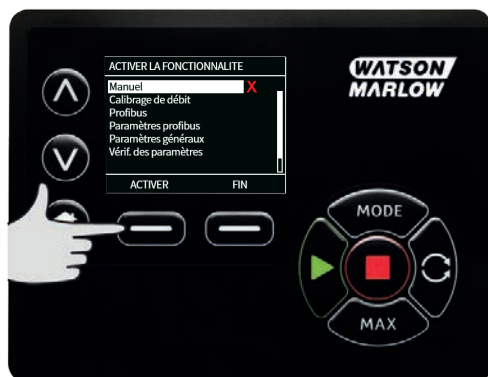 ACTIVER LA FONCTIONNALITE
Manuel X
Calibrage de débit
Profibus
Paramètres profibus
Paramètres généraux
Vérif. des paramètres
ACTIVER FIN
WATSON
MARLOW
MODE
MAX